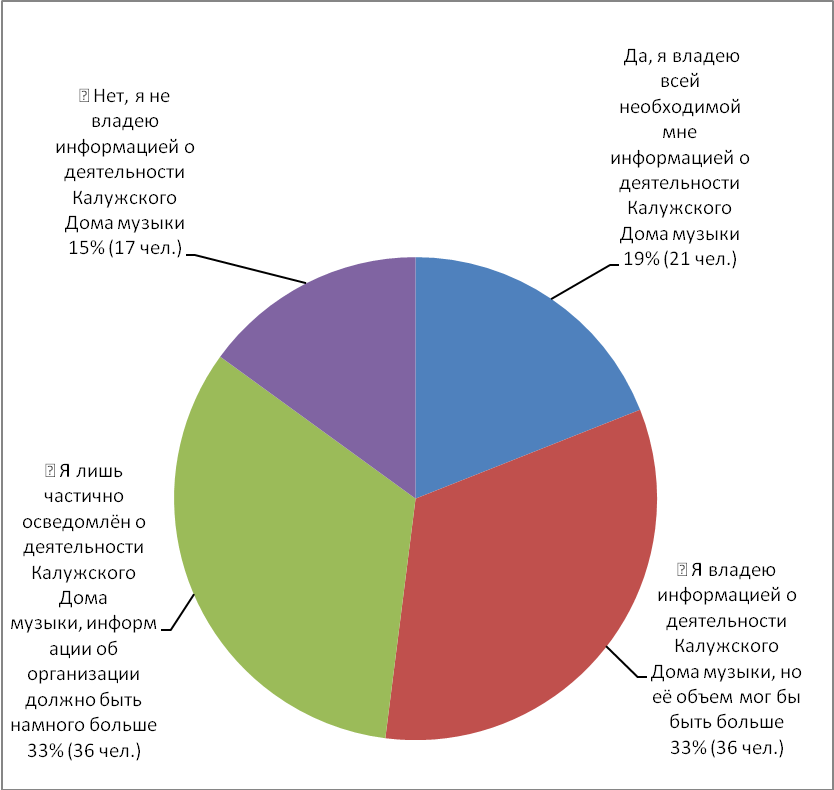 Да, я владею
всей
необходимой
мне
информацией о
деятельности
Калужского
Дома музыки
19% (21 чел.)
Я владею
информацией о
деятельности
Калужского
Дома музыки, но
её объем мог бы
быть больше
33% (36 чел.)
Я лишь
частично
осведомлён о
деятельности
Калужского
Дома
музыки, информ
ации об
организации
должно быть
намного больше
33% (36 чел.)
Нет, я не
владею
информацией о
деятельности
Калужского
Дома музыки
15% (17 чел.)